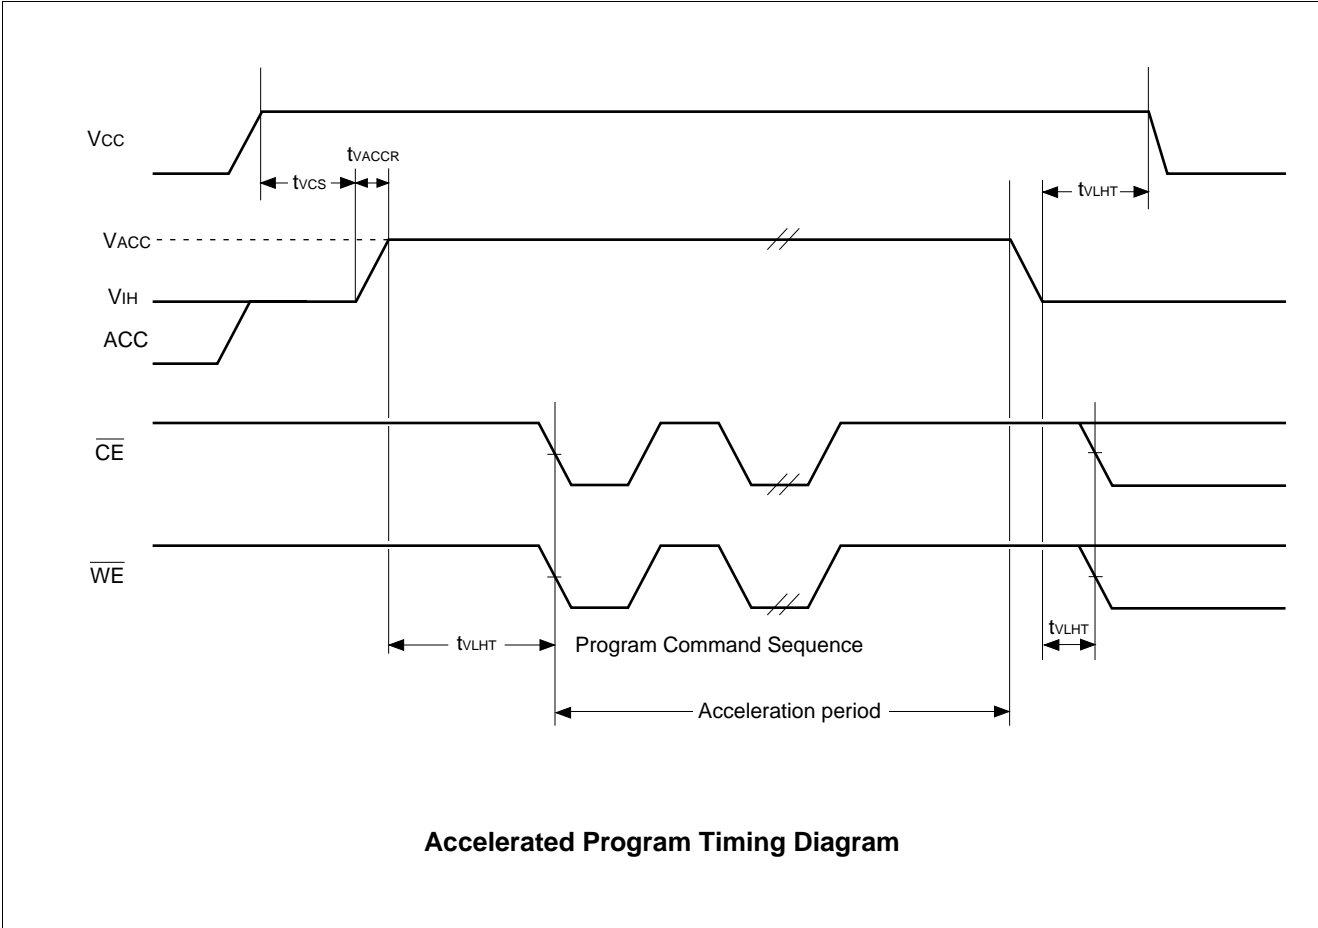 VCC
tVACCR
tVCS
tVLHT
VACC
VIH
ACC
CE
WE
tVLHT
Program Command Sequence
tVLHT
Acceleration period
Accelerated Program Timing Diagram